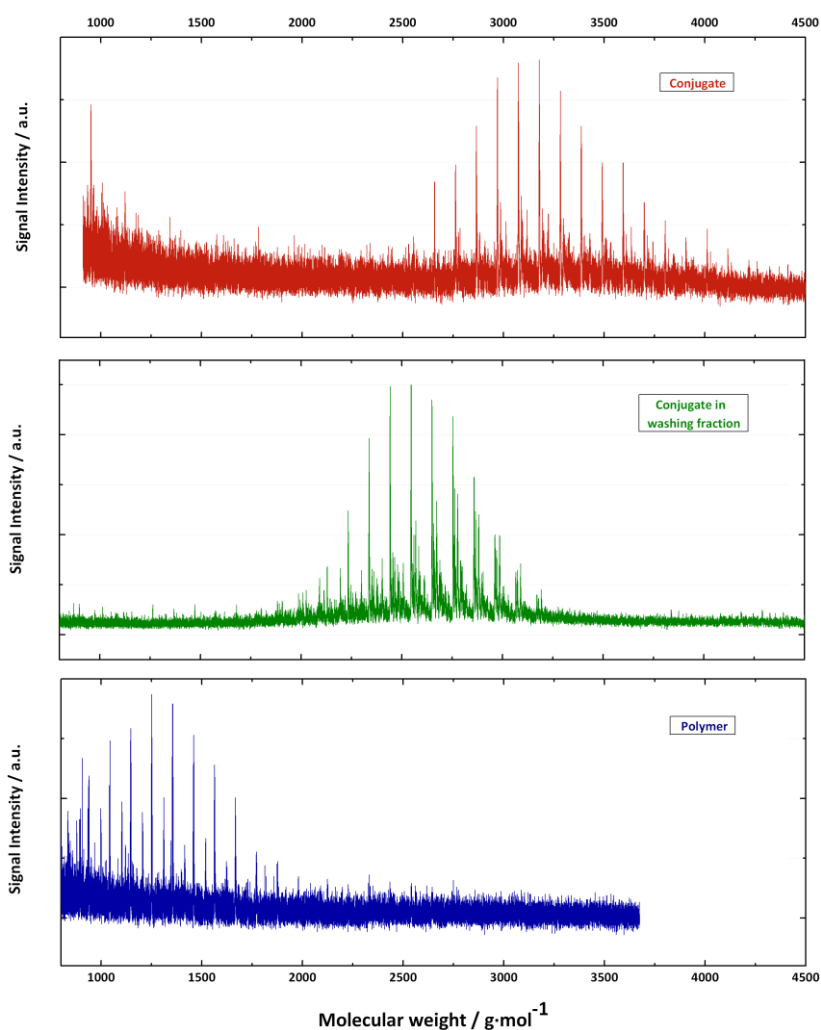 1000 1500 2000 2500 3000 3500 4000 4500
Signal Intensity / a.u.
Conjugate
Signal Intensity / a.u.
Conjugate in
washing fraction
Signal Intensity / a.u.
Polymer
1000 1500 2000 2500 3000 3500 4000 4500
Molecular weight / g·mol⁻¹